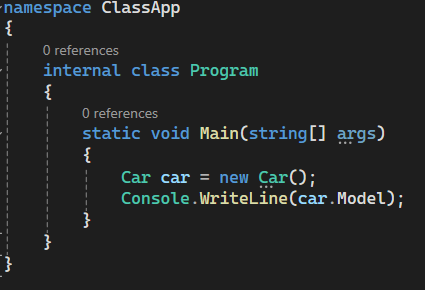 namespace ClassApp
{
0 references
internal class Program
{
0 references
static void Main(string[] args)
{
Car car = new Car();
Console.WriteLine(car.Model);
}
}
}